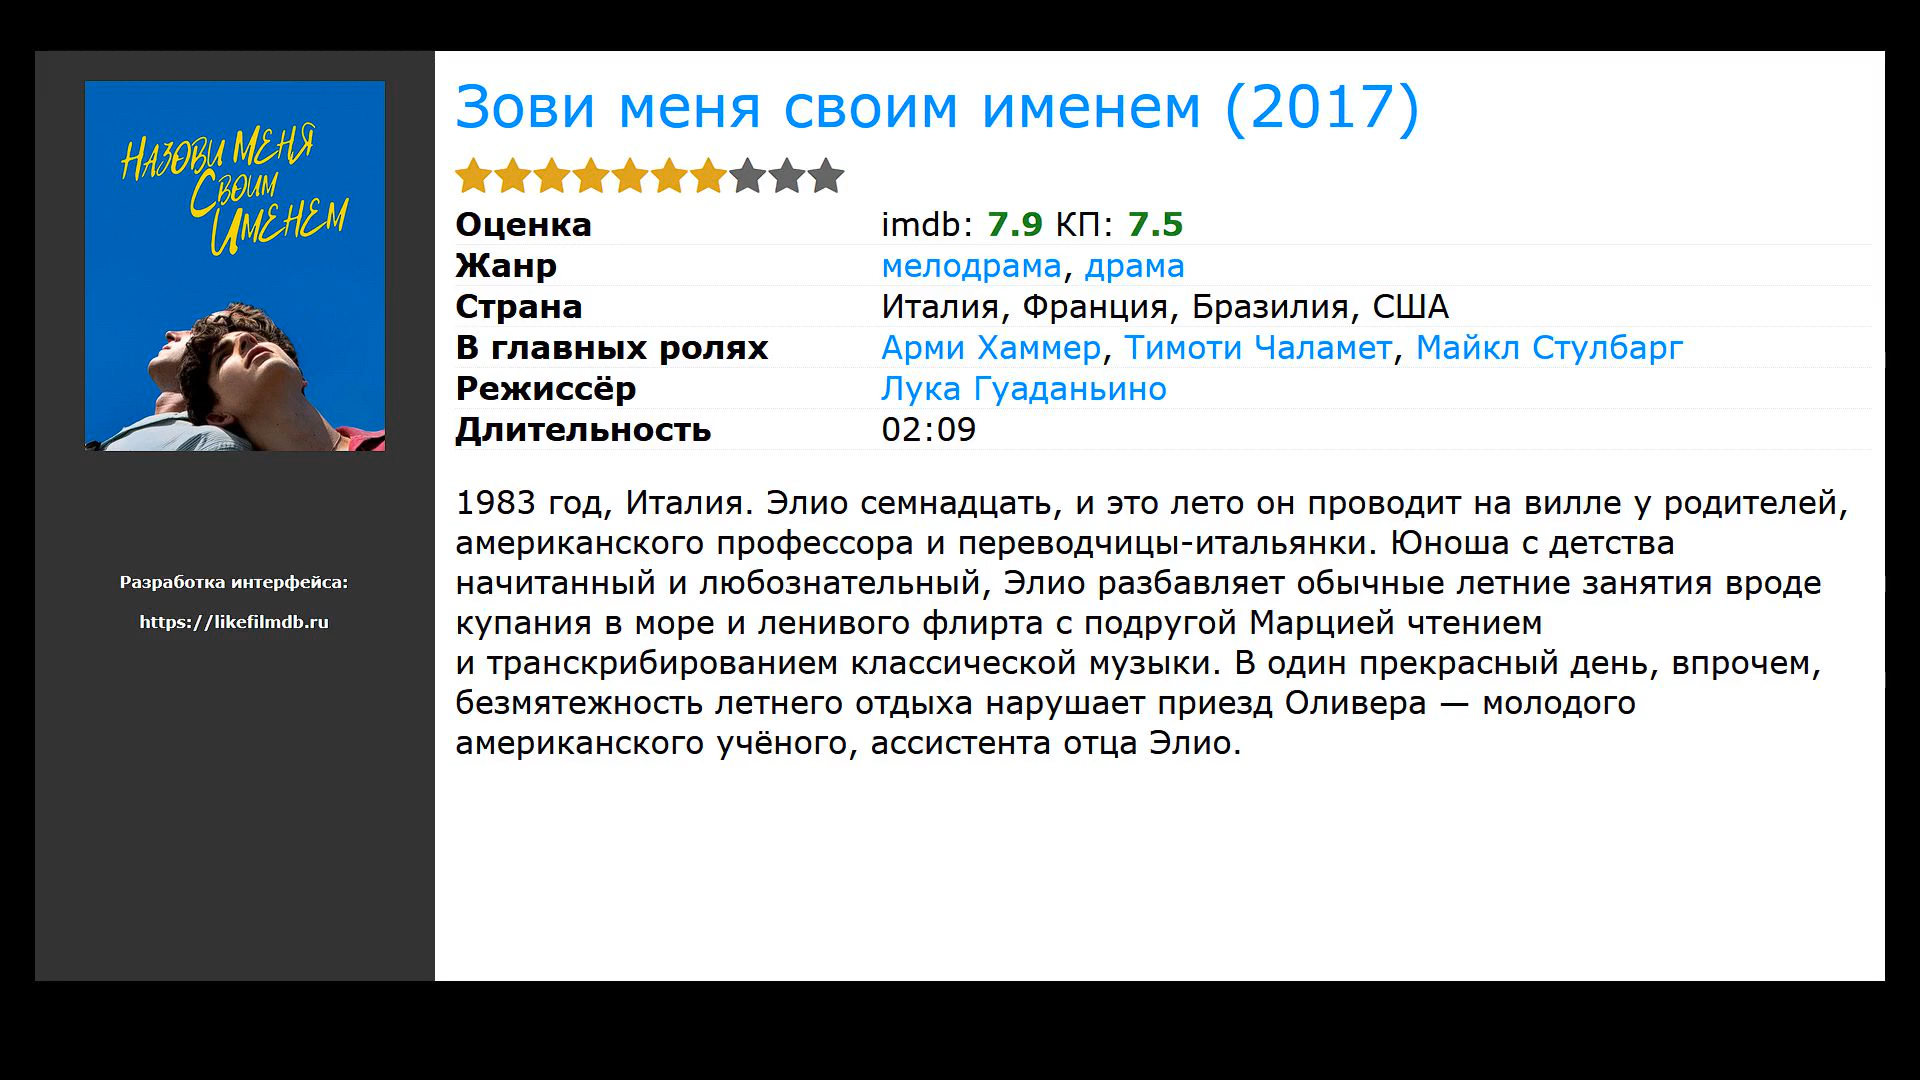 НАЗОВИ МЕНЯ
СВОИМ
ИМЕНЕМ
Разработка интерфейса:
https://likefilmdb.ru
Зови меня своим именем (2017)
Оценка imdb: 7.9 КП: 7.5
Жанр мелодрама, драма
Страна Италия, Франция, Бразилия, США
В главных ролях Арми Хаммер, Тимоти Чаламет, Майкл Стулбарг
Режиссёр Лука Гуаданьино
Длительность 02:09
1983 год, Италия. Элио семнадцать, и это лето он проводит на вилле у родителей,
американского профессора и переводчицы-итальянки. Юноша с детства
начитанный и любознательный, Элио разбавляет обычные летние занятия вроде
купания в море и ленивого флирта с подругой Марцией чтением
и транскрибированием классической музыки. В один прекрасный день, впрочем,
безмятежность летнего отдыха нарушает приезд Оливера — молодого
американского учёного, ассистента отца Элио.